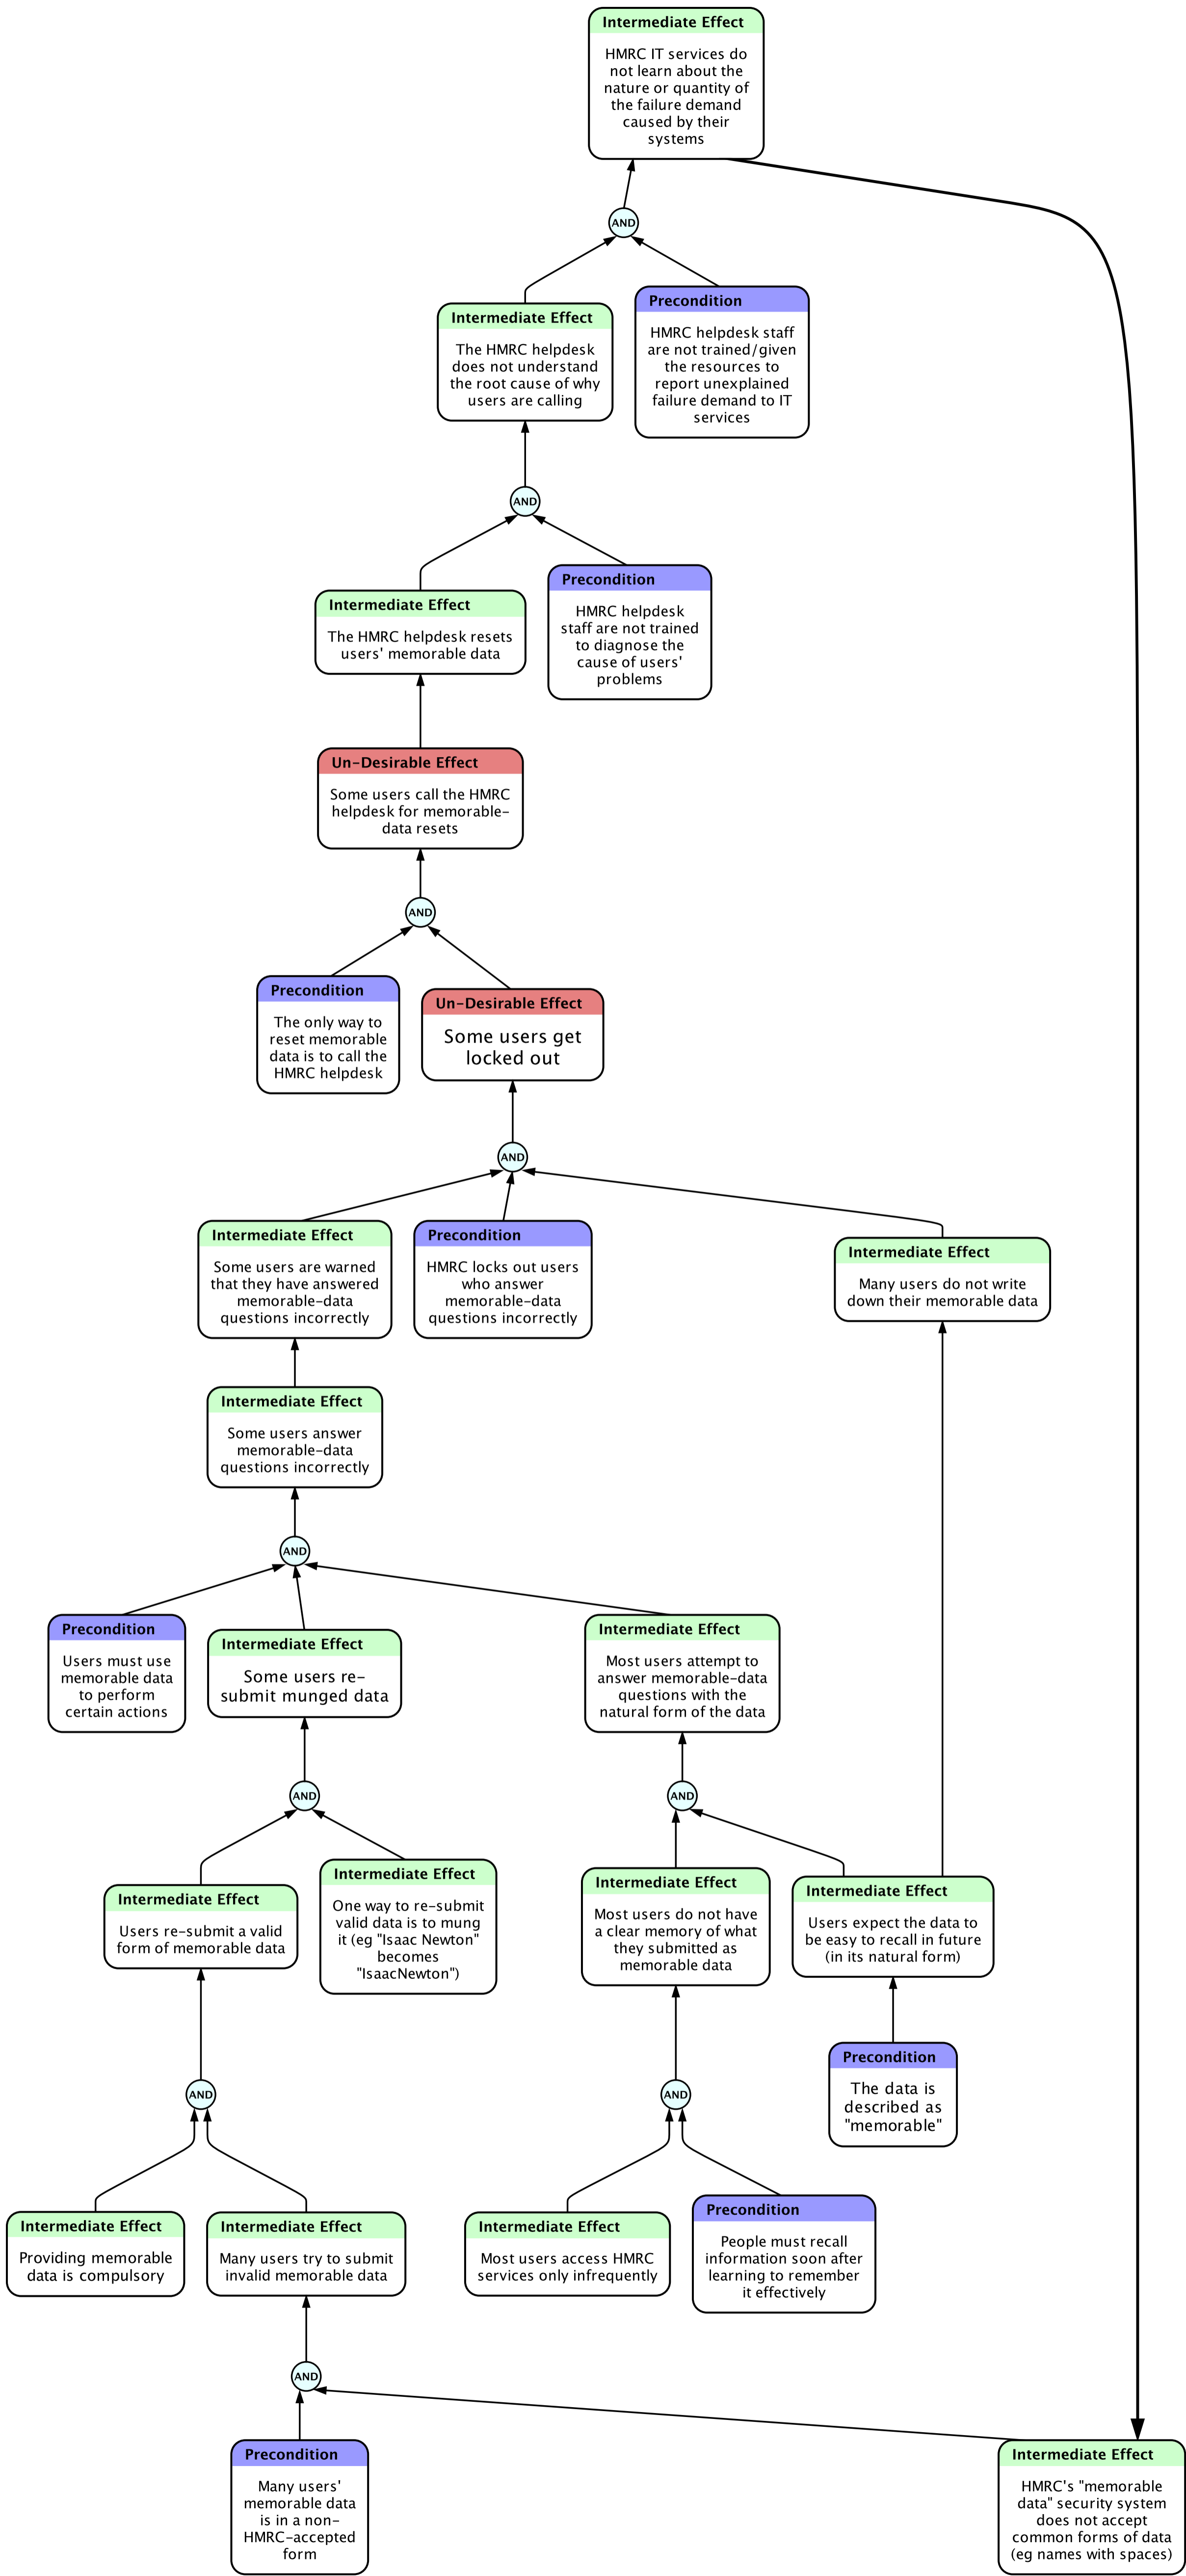 Intermediate Effect
HMRC IT services do
not learn about the
nature or quantity of
the failure demand
caused by their
systems
AND
Precondition
HMRC helpdesk staff
are not trained/given
the resources to
report unexplained
failure demand to IT
services
Intermediate Effect
The HMRC helpdesk
does not understand
the root cause of why
users are calling
AND
Precondition
HMRC helpdesk
staff are not trained
to diagnose the
cause of users'
problems
Intermediate Effect
The HMRC helpdesk resets
users' memorable data
Un-Desirable Effect
Some users call the HMRC
helpdesk for memorable-
data resets
AND
Precondition
The only way to
reset memorable
data is to call the
HMRC helpdesk
Un-Desirable Effect
Some users get
locked out
AND
Intermediate Effect
Some users are warned
that they have answered
memorable-data
questions incorrectly
Precondition
HMRC locks out users
who answer
memorable-data
questions incorrectly
Intermediate Effect
Many users do not write
down their memorable data
Intermediate Effect
Some users answer
memorable-data
questions incorrectly
AND
Precondition
Users must use
memorable data
to perform
certain actions
Intermediate Effect
Some users re-
submit munged data
Intermediate Effect
Most users attempt to
answer memorable-data
questions with the
natural form of the data
AND
AND
Intermediate Effect
Users re-submit a valid
form of memorable data
Intermediate Effect
One way to re-submit
valid data is to mung
it (eg "Isaac Newton"
becomes
"IsaacNewton")
Intermediate Effect
Most users do not have
a clear memory of what
they submitted as
memorable data
Intermediate Effect
Users expect the data to
be easy to recall in future
(in its natural form)
Precondition
The data is
described as
"memorable"
AND
AND
Intermediate Effect
Providing memorable
data is compulsory
Intermediate Effect
Many users try to submit
invalid memorable data
Intermediate Effect
Most users access HMRC
services only infrequently
Precondition
People must recall
information soon after
learning to remember
it effectively
AND
Precondition
Many users'
memorable data
is in a non-
HMRC-accepted
form
Intermediate Effect
HMRC's "memorable
data" security system
does not accept
common forms of data
(eg names with spaces)